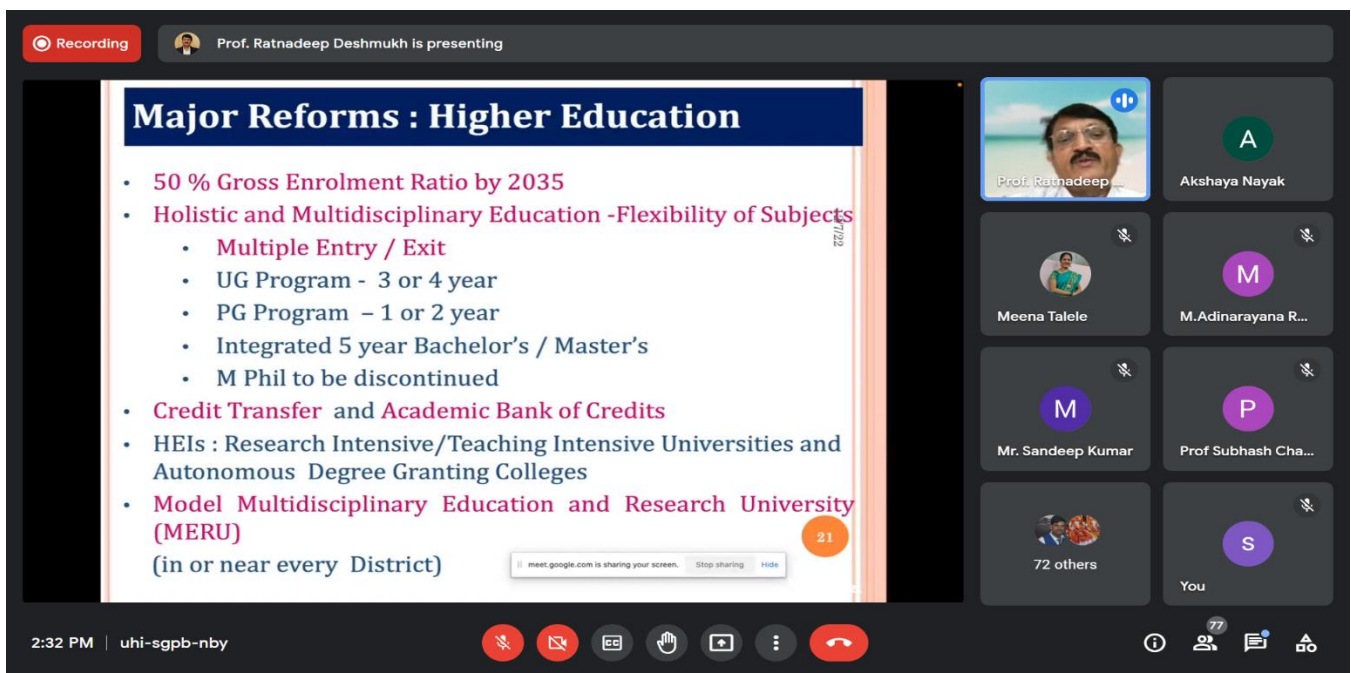 Recording
Prof. Ratnadeep Deshmukh is presenting
Major Reforms : Higher Education
• 50 % Gross Enrolment Ratio by 2035
• Holistic and Multidisciplinary Education -Flexibility of Subjects
• Multiple Entry / Exit
• UG Program - 3 or 4 year
• PG Program – 1 or 2 year
• Integrated 5 year Bachelor's / Master's
• M Phil to be discontinued
• Credit Transfer and Academic Bank of Credits
• HEIs : Research Intensive/Teaching Intensive Universities and
Autonomous Degree Granting Colleges
• Model Multidisciplinary Education and Research University
(MERU)
(in or near every District)
7/22
21
meet.google.com is sharing your screen. Stop sharing Hide
Prof. Ratnadeep ...
A
Akshaya Nayak
Meena Talele
M
M.Adinarayana R...
M
Mr. Sandeep Kumar
P
Prof Subhash Cha...
72 others
S
You
2:32 PM | uhi-sgpb-nby
CC
77